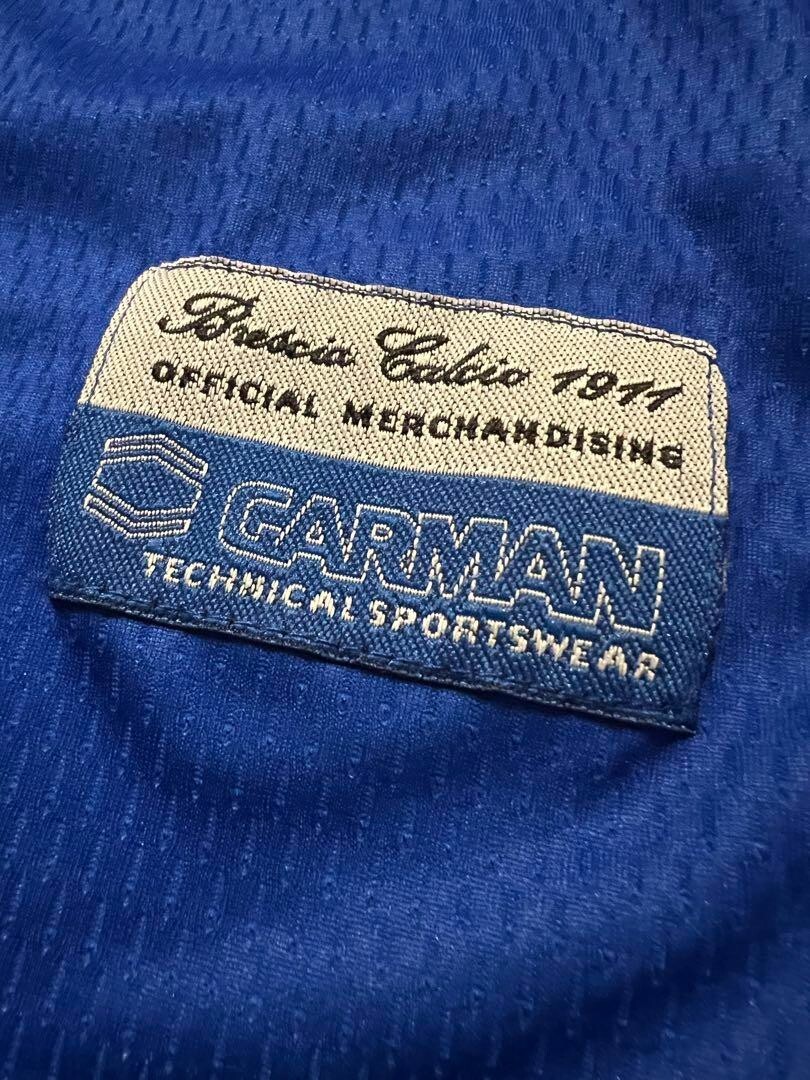 Brescia Calcio 1911
OFFICIAL MERCHANDISING
GARMAN
TECHNICAL SPORTSWEAR